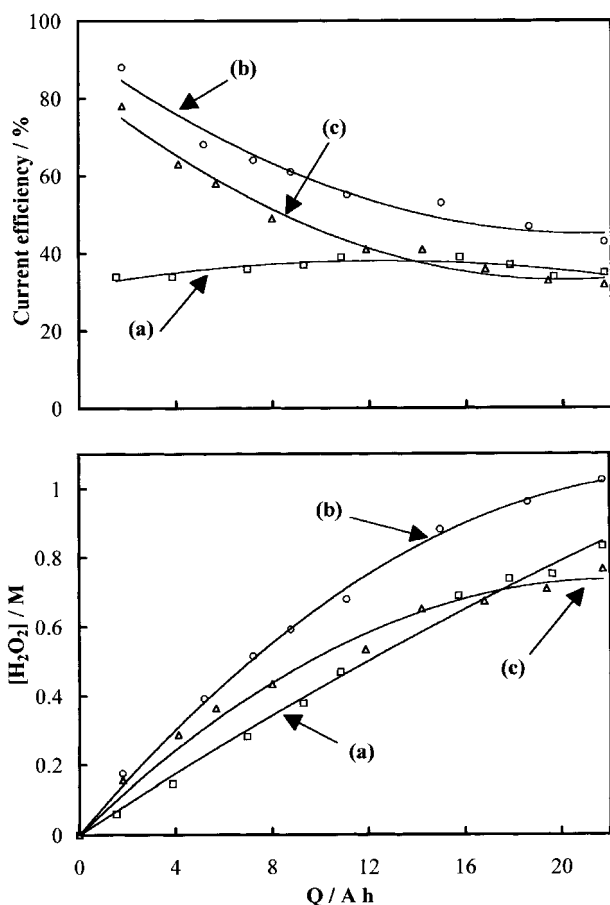 100
80
60
40
20
0
Current efficiency / %
(b)
(c)
(a)
1
0.8
0.6
0.4
0.2
0
[H₂O₂] / M
(b)
(c)
(a)
0 4 8 12 16 20
Q / A h